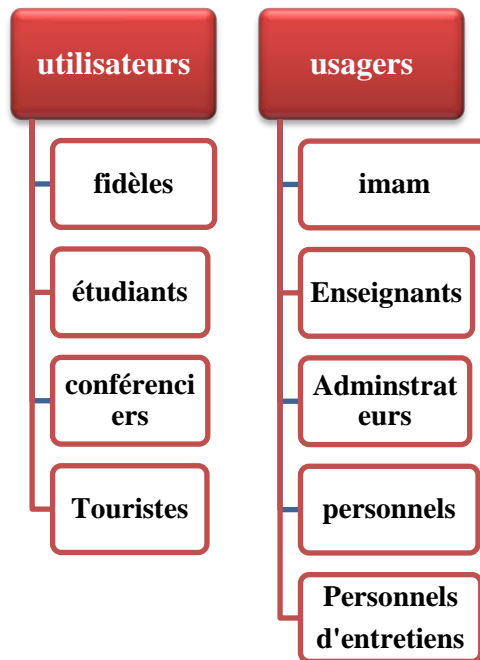 utilisateurs
fidèles
étudiants
conférenci
ers
Touristes
usagers
imam
Enseignants
Adminstrat
eurs
personnels
Personnels
d'entretiens